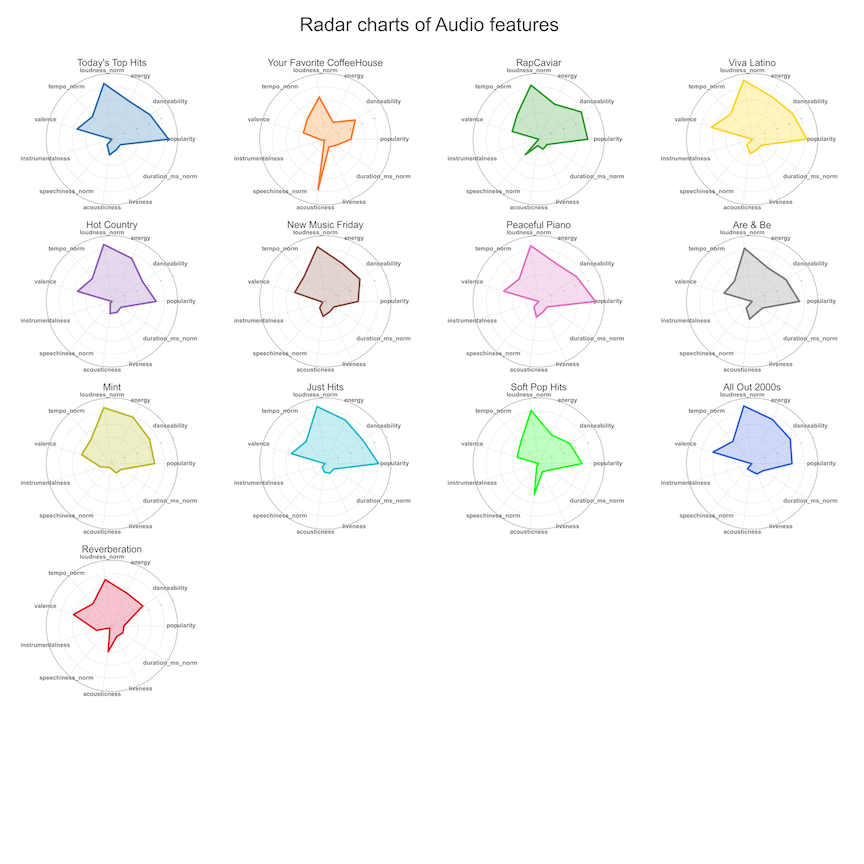 Radar charts of Audio features
Today's Top Hits
loudness_norm
energy
tempo_norm
danceability
valence
popularity
instrumentalness
duration_ms_norm
speechiness_norm
liveness
acousticness
Your Favorite CoffeeHouse
loudness_norm
energy
tempo_norm
danceability
valence
popularity
instrumentalness
duration_ms_norm
speechiness_norm
liveness
acousticness
RapCaviar
loudness_norm
energy
tempo_norm
danceability
valence
popularity
instrumentalness
duration_ms_norm
speechiness_norm
liveness
acousticness
Viva Latino
loudness_norm
energy
tempo_norm
danceability
valence
popularity
instrumentalness
duration_ms_norm
speechiness_norm
liveness
acousticness
Hot Country
loudness_norm
energy
tempo_norm
danceability
valence
popularity
instrumentalness
duration_ms_norm
speechiness_norm
liveness
acousticness
New Music Friday
loudness_norm
energy
tempo_norm
danceability
valence
popularity
instrumentalness
duration_ms_norm
speechiness_norm
liveness
acousticness
Peaceful Piano
loudness_norm
energy
tempo_norm
danceability
valence
popularity
instrumentalness
duration_ms_norm
speechiness_norm
liveness
acousticness
Are & Be
loudness_norm
energy
tempo_norm
danceability
valence
popularity
instrumentalness
duration_ms_norm
speechiness_norm
liveness
acousticness
Mint
loudness_norm
energy
tempo_norm
danceability
valence
popularity
instrumentalness
duration_ms_norm
speechiness_norm
liveness
acousticness
Just Hits
loudness_norm
energy
tempo_norm
danceability
valence
popularity
instrumentalness
duration_ms_norm
speechiness_norm
liveness
acousticness
Soft Pop Hits
loudness_norm
energy
tempo_norm
danceability
valence
popularity
instrumentalness
duration_ms_norm
speechiness_norm
liveness
acousticness
All Out 2000s
loudness_norm
energy
tempo_norm
danceability
valence
popularity
instrumentalness
duration_ms_norm
speechiness_norm
liveness
acousticness
Reverberation
loudness_norm
energy
tempo_norm
danceability
valence
popularity
instrumentalness
duration_ms_norm
speechiness_norm
liveness
acousticness